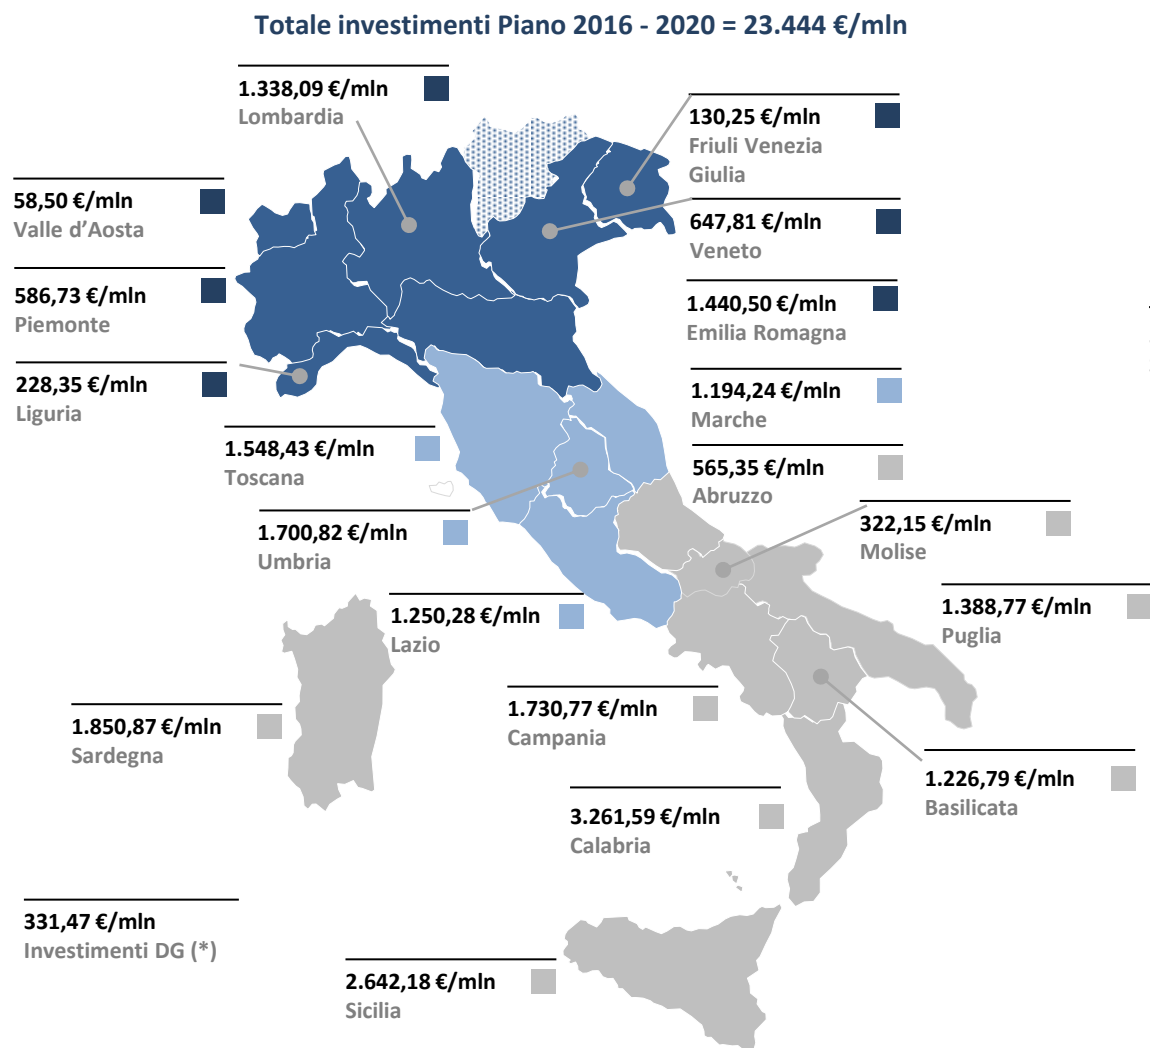 Totale investimenti Piano 2016 - 2020 = 23.444 €/mln
1.338,09 €/mln
Lombardia
130,25 €/mln
Friuli Venezia
Giulia
58,50 €/mln
Valle d’Aosta
647,81 €/mln
Veneto
586,73 €/mln
Piemonte
1.440,50 €/mln
Emilia Romagna
228,35 €/mln
Liguria
1.194,24 €/mln
Marche
1.548,43 €/mln
Toscana
565,35 €/mln
Abruzzo
1.700,82 €/mln
Umbria
322,15 €/mln
Molise
1.250,28 €/mln
Lazio
1.388,77 €/mln
Puglia
1.850,87 €/mln
Sardegna
1.730,77 €/mln
Campania
1.226,79 €/mln
Basilicata
3.261,59 €/mln
Calabria
331,47 €/mln
Investimenti DG (*)
2.642,18 €/mln
Sicilia